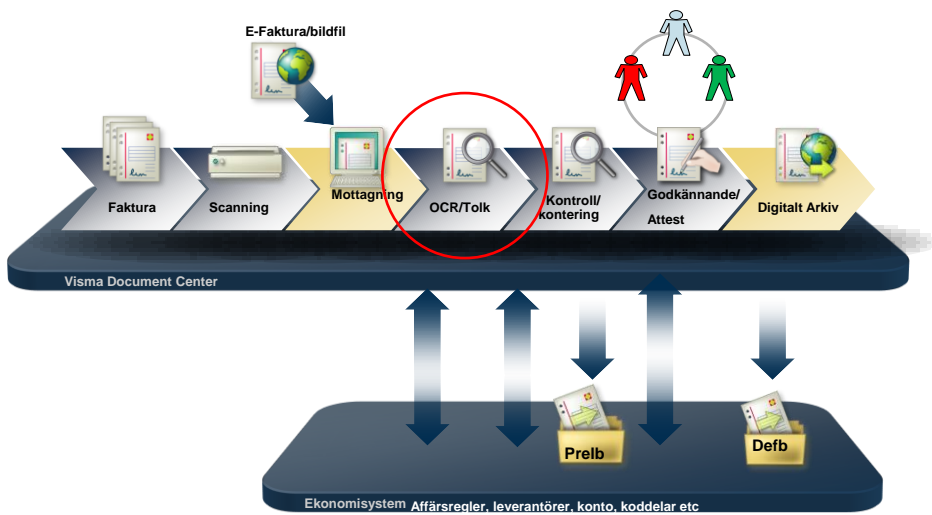 E-Faktura/bildfil
Faktura
Scanning
Mottagning
OCR/Tolk
Kontroll/
kontering
Godkännande/
Attest
Digitalt Arkiv
Visma Document Center
Prelb
Defb
Ekonomisystem Affärsregler, leverantörer, konto, koddelar etc